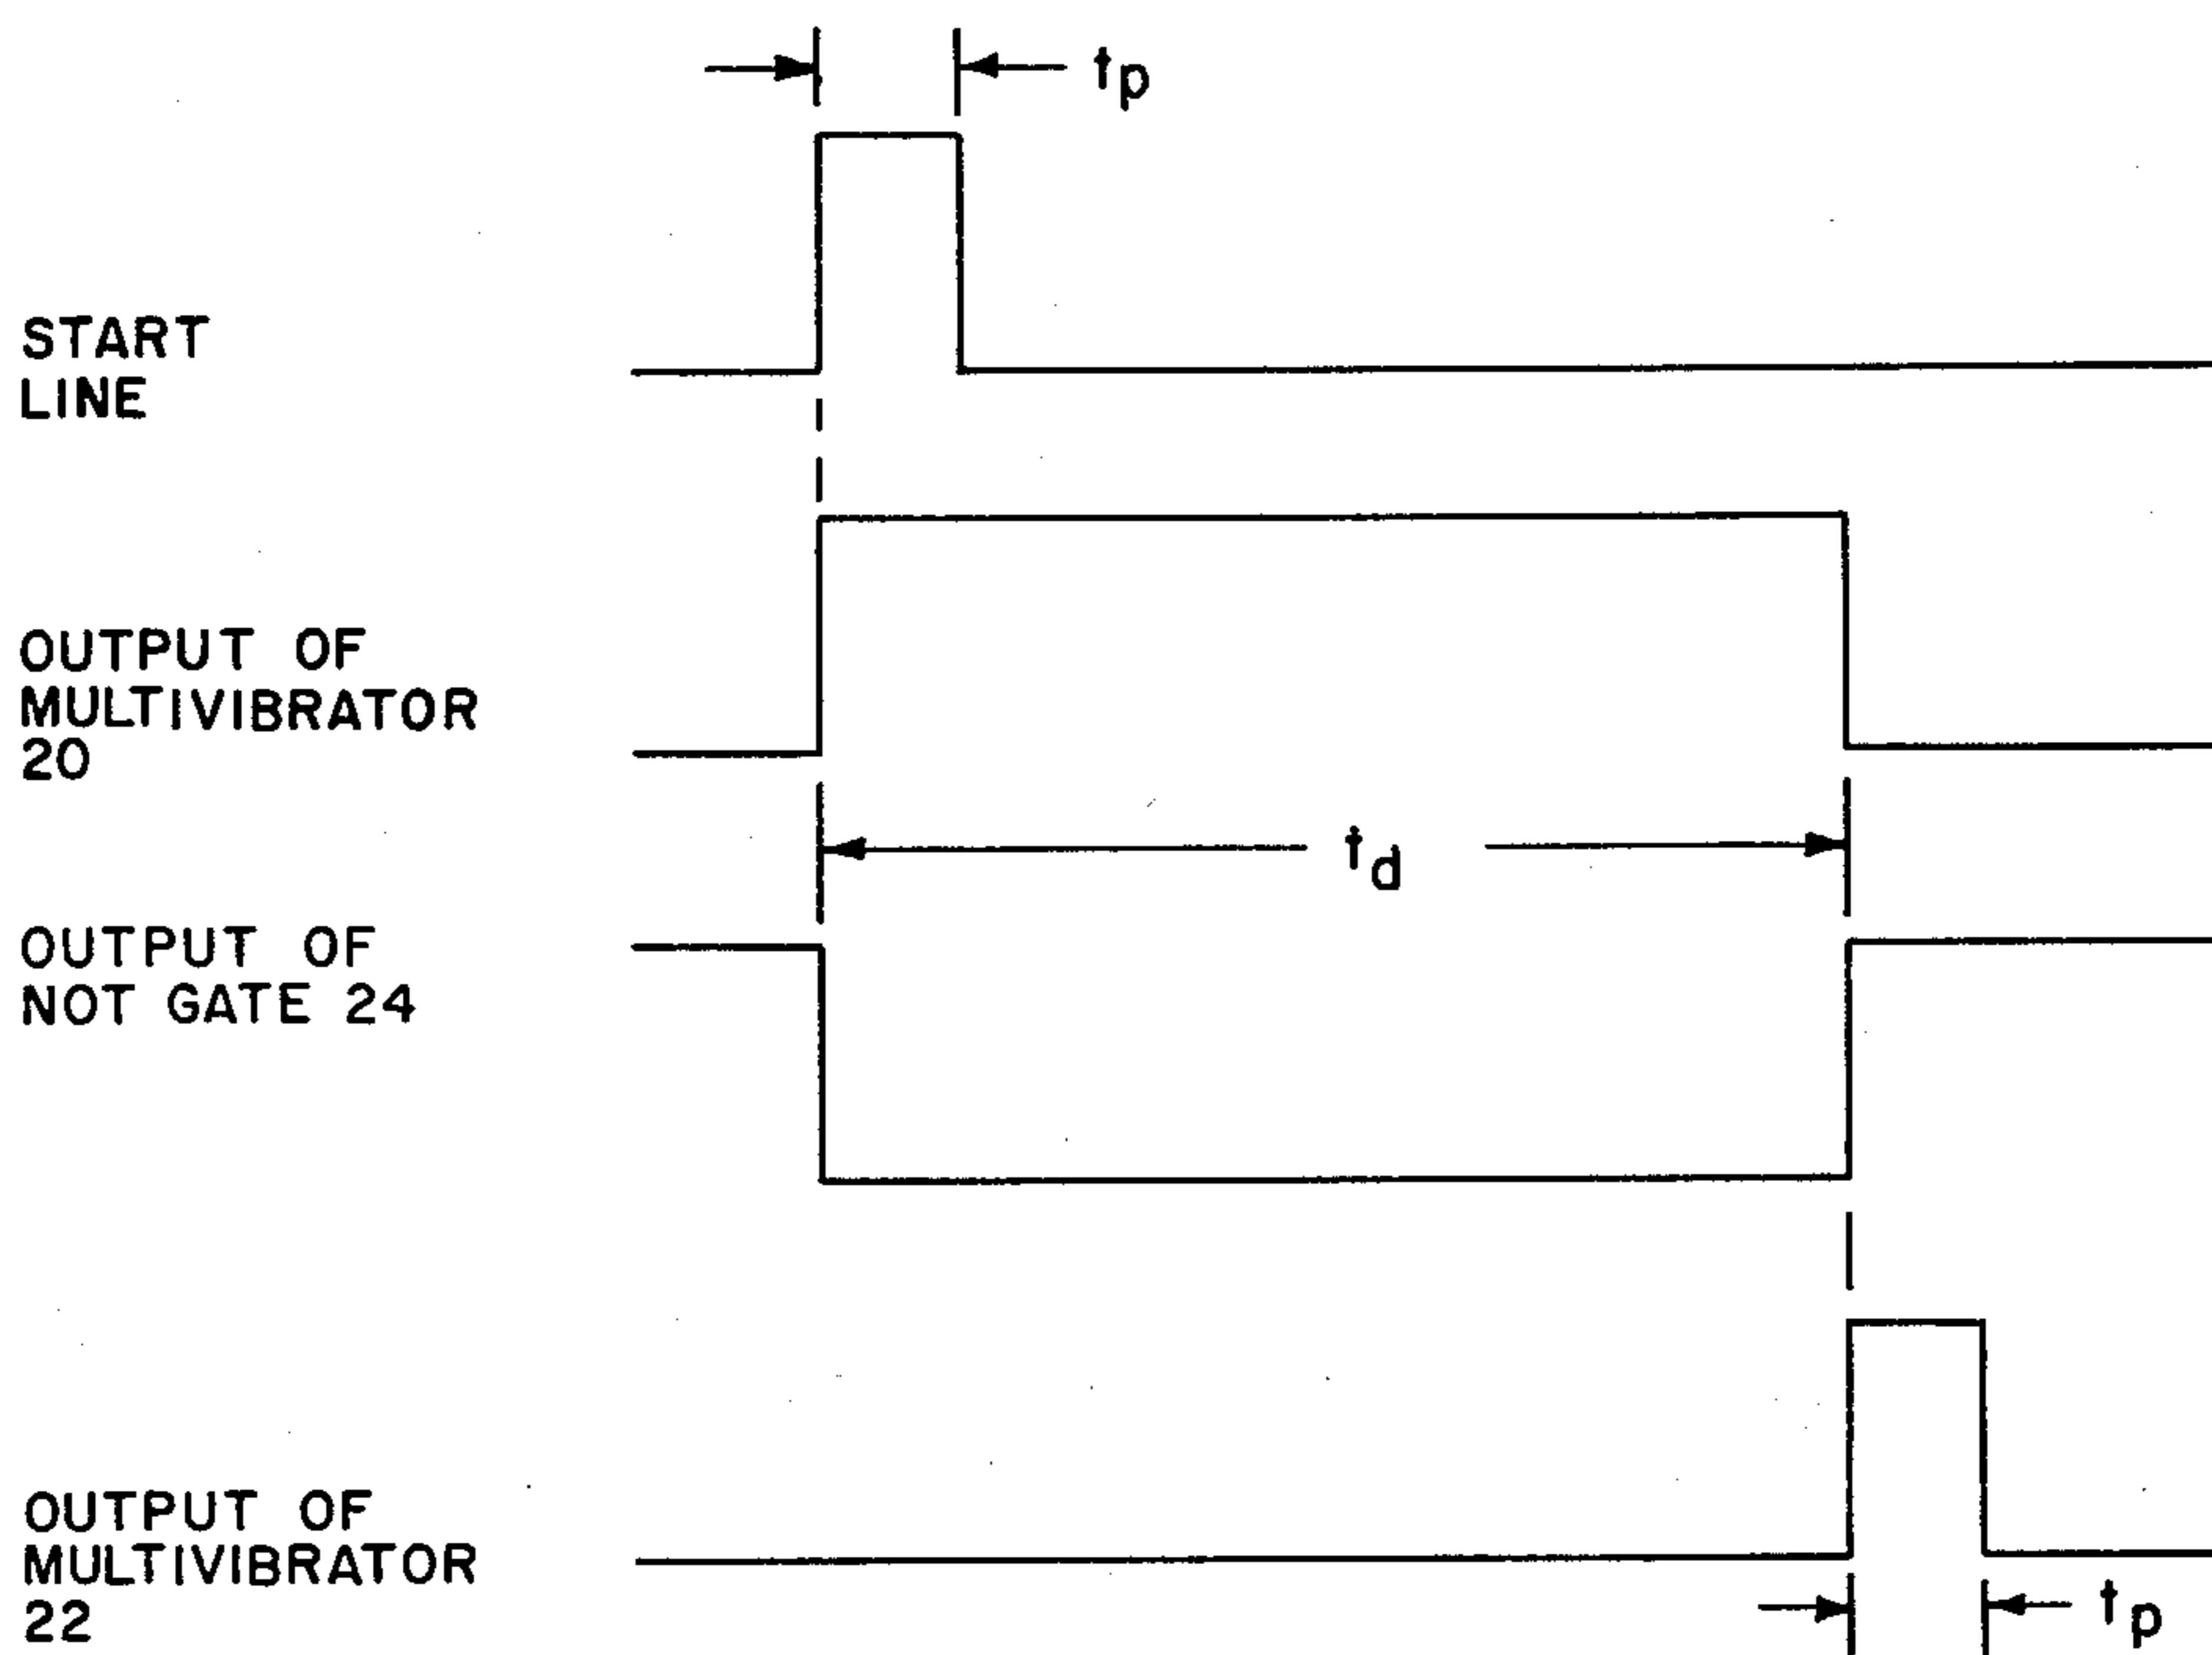 tp
START
LINE
OUTPUT OF
MULTIVIBRATOR
20
td
OUTPUT OF
NOT GATE 24
OUTPUT OF
MULTIVIBRATOR
22
tp